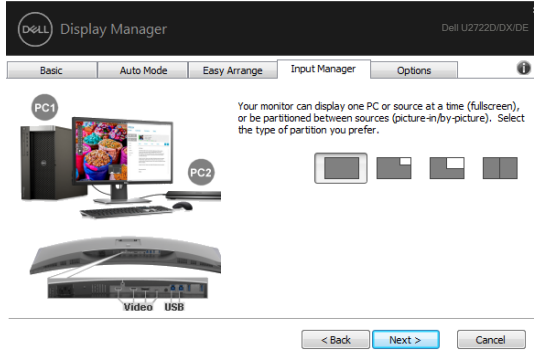 DELL Display Manager
Dell U2722D/DX/DE
Basic
Auto Mode
Easy Arrange
Input Manager
Options
PC1
PC2
Your monitor can display one PC or source at a time (fullscreen),
or be partitioned between sources (picture-in/by-picture). Select
the type of partition you prefer.
Video USB
< Back
Next >
Cancel